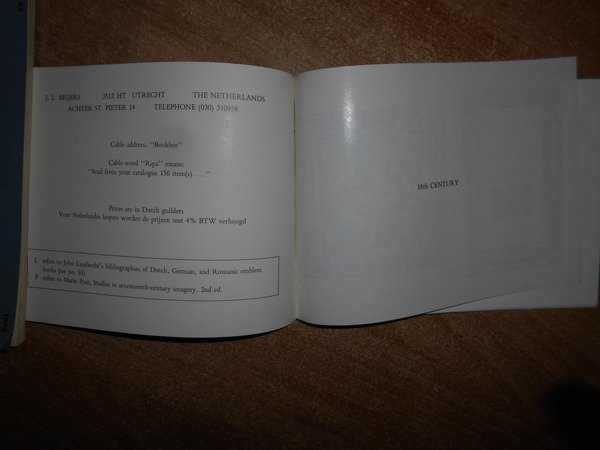 J. L. BEIJERS 3512 HT UTRECHT THE NETHERLANDS
ACHTER ST. PIETER 14 TELEPHONE (030) 310958
Cable address: "Bookbee"
Cable-word "Ripa" means:
"Send from your catalogue 156 item(s) ..."
Prices are in Dutch guilders
Voor Nederlandse kopers worden de prijzen met 4% BTW verhoogd
L refers to John Landwehr's bibliographies of Dutch, German, and Romanic emblem
books (see no. 55)
P refers to Mario Praz, Studies in seventeenth-century imagery. 2nd ed.
16th CENTURY